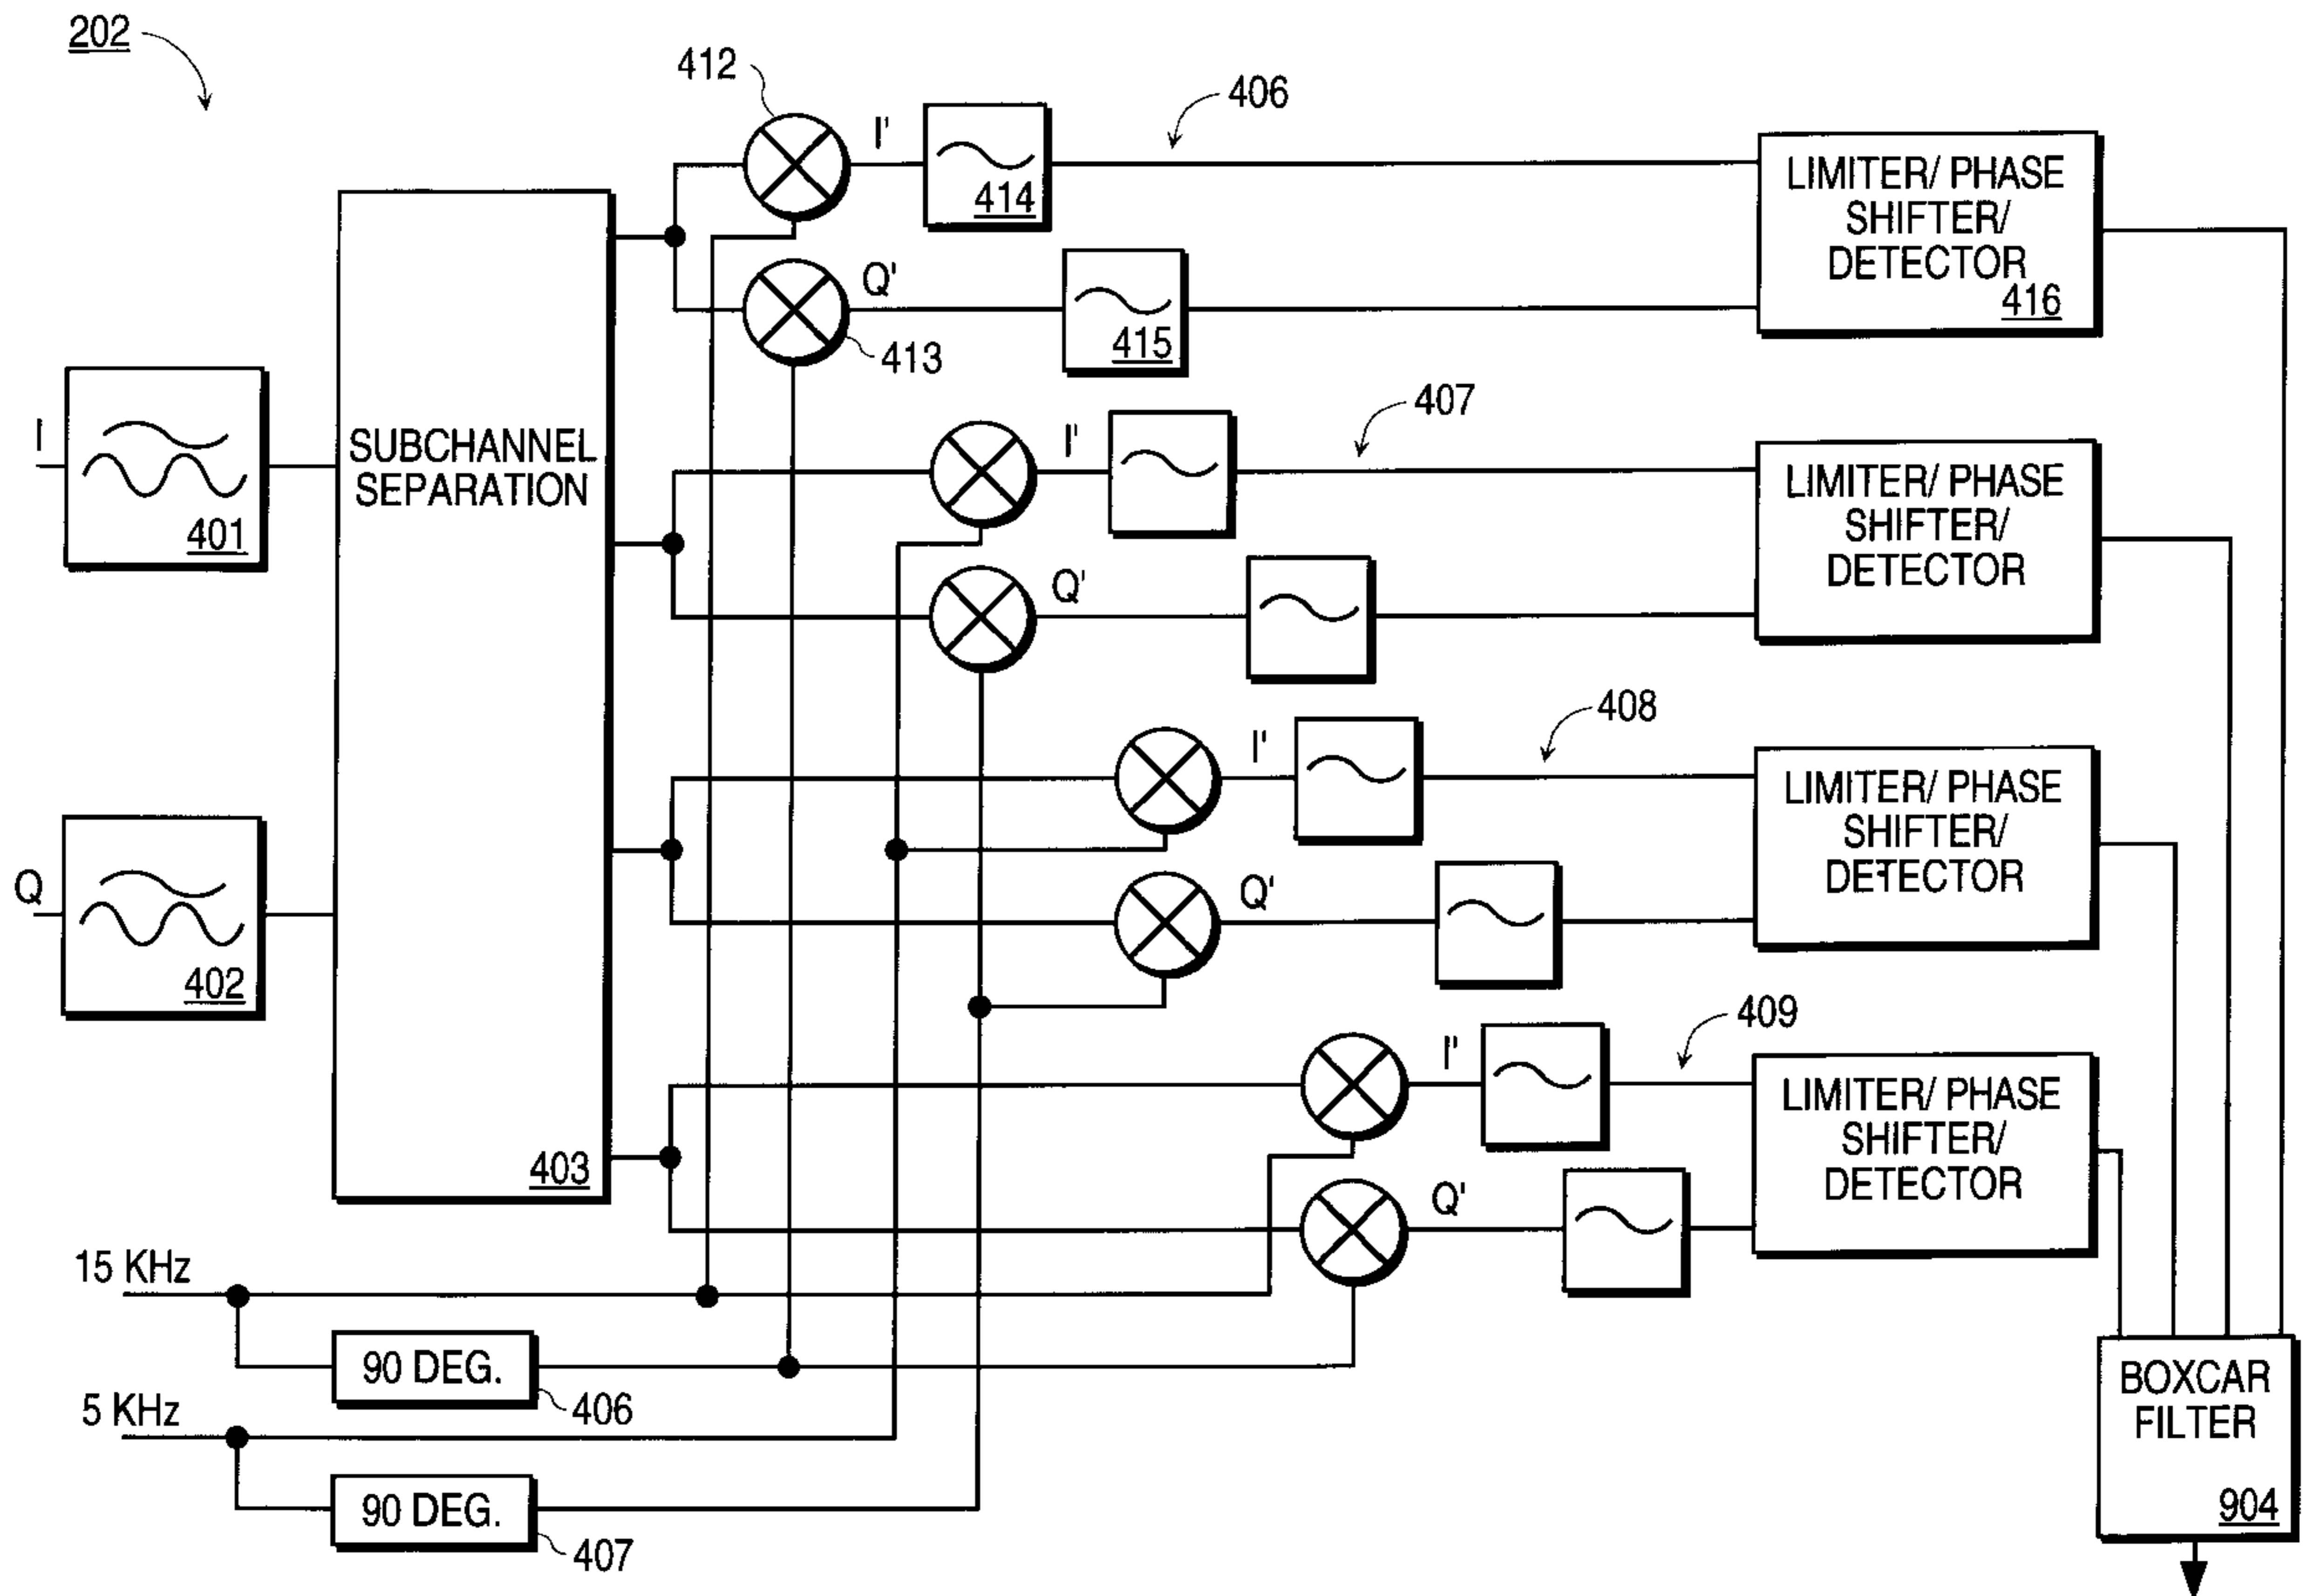 202
412
I'
414
406
LIMITER/ PHASE
SHIFTER/
DETECTOR
416
Q'
413
415
I
401
SUBCHANNEL
SEPARATION
403
I'
407
LIMITER/ PHASE
SHIFTER/
DETECTOR
Q'
Q
402
I'
408
LIMITER/ PHASE
SHIFTER/
DETECTOR
Q'
I'
409
LIMITER/ PHASE
SHIFTER/
DETECTOR
Q'
15 KHz
90 DEG.
406
5 KHz
90 DEG.
407
BOXCAR
FILTER
904